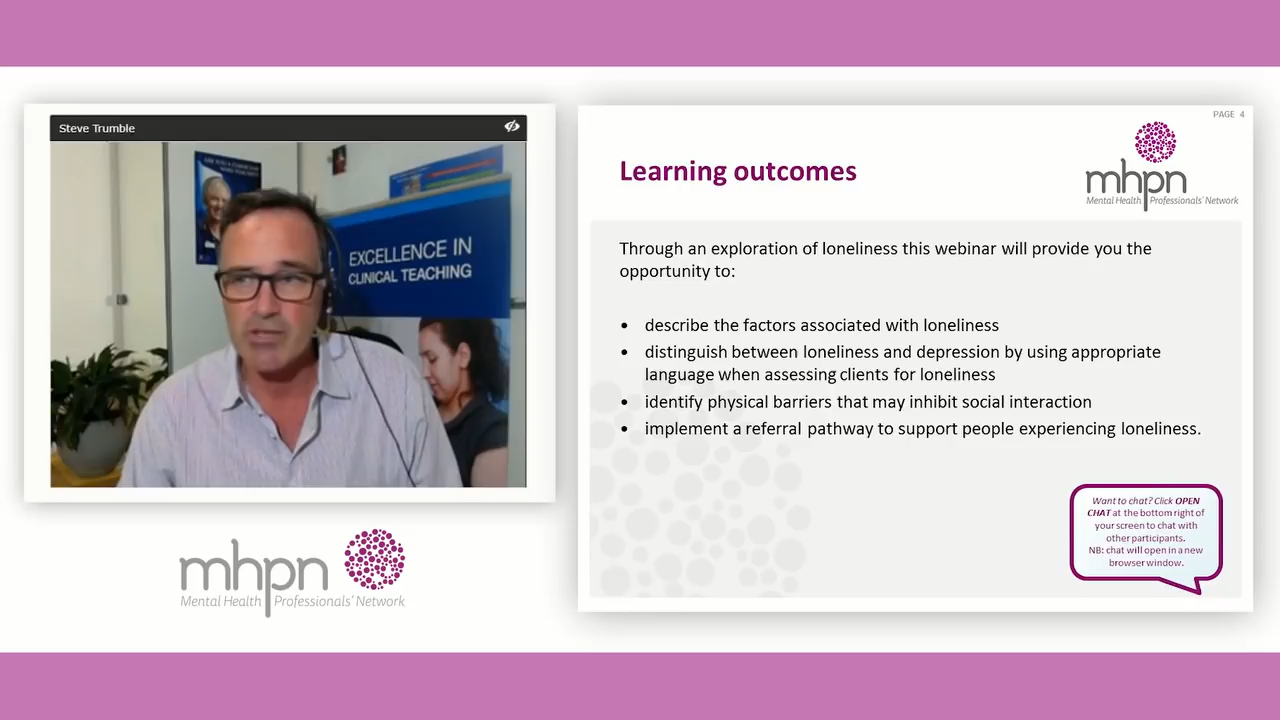 Steve Trumble
EXCELLENCE IN
CLINICAL TEACHING
mhpn
Mental Health Professionals' Network
PAGE 4
Learning outcomes
mhpn
Mental Health Professionals' Network
Through an exploration of loneliness this webinar will provide you the
opportunity to:
• describe the factors associated with loneliness
• distinguish between loneliness and depression by using appropriate
language when assessing clients for loneliness
• identify physical barriers that may inhibit social interaction
• implement a referral pathway to support people experiencing loneliness.
Want to chat? Click OPEN
CHAT at the bottom right of
your screen to chat with
other participants.
NB: chat will open in a new
browser window.